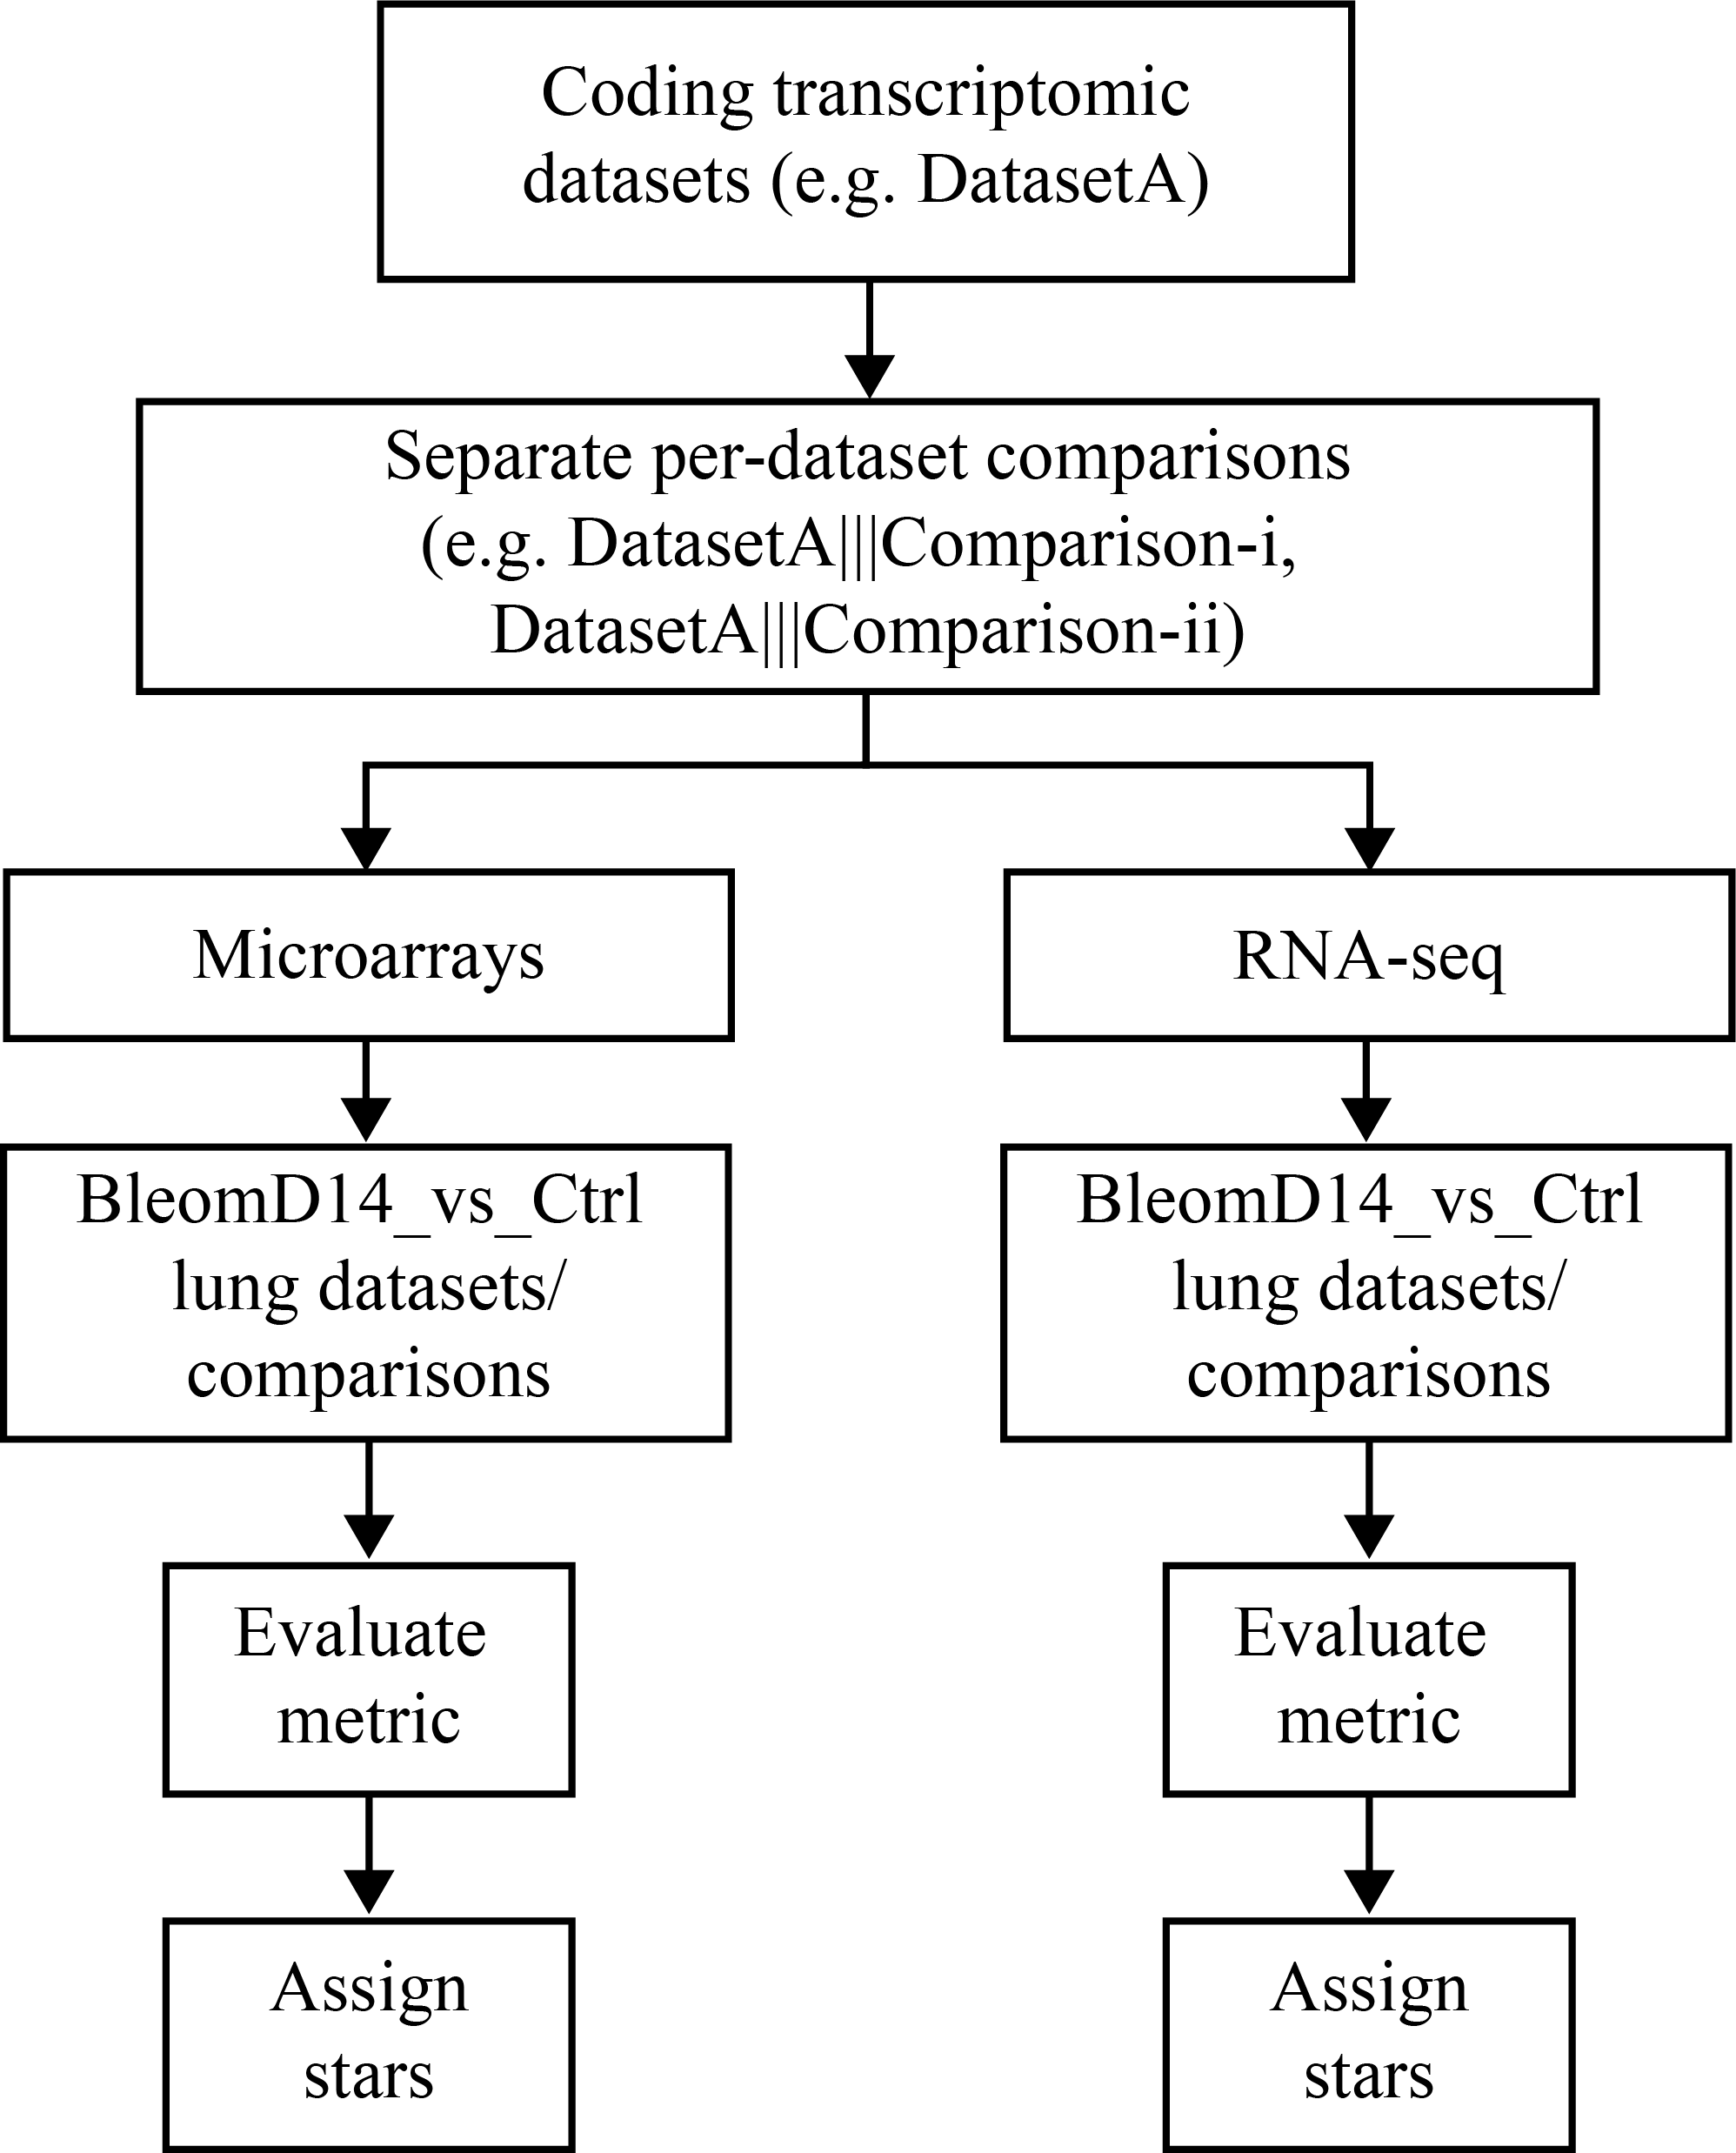 Coding transcriptomic
datasets (e.g. DatasetA)
Separate per-dataset comparisons
(e.g. DatasetA|||Comparison-i,
DatasetA|||Comparison-ii)
Microarrays
RNA-seq
BleomD14_vs_Ctrl
lung datasets/
comparisons
BleomD14_vs_Ctrl
lung datasets/
comparisons
Evaluate
metric
Evaluate
metric
Assign
stars
Assign
stars